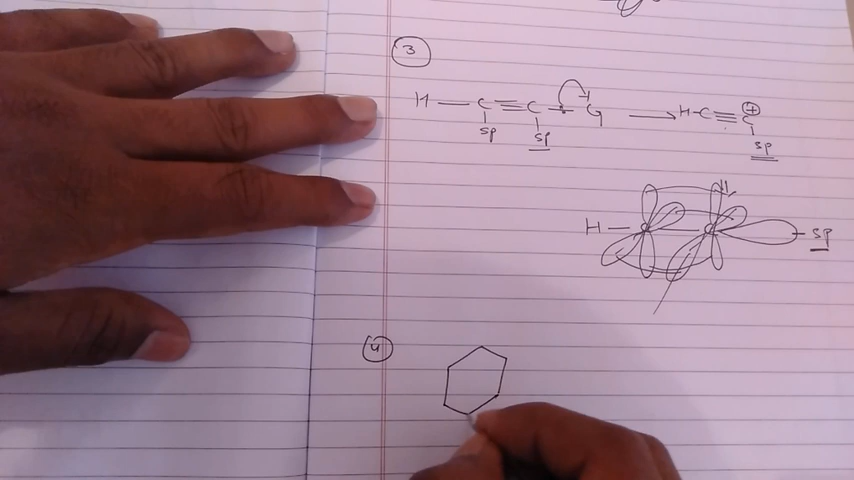 3
H — C ≡ C — Cl → H-C ≡ C ⊕
sp sp sp
H — C C - sp
4